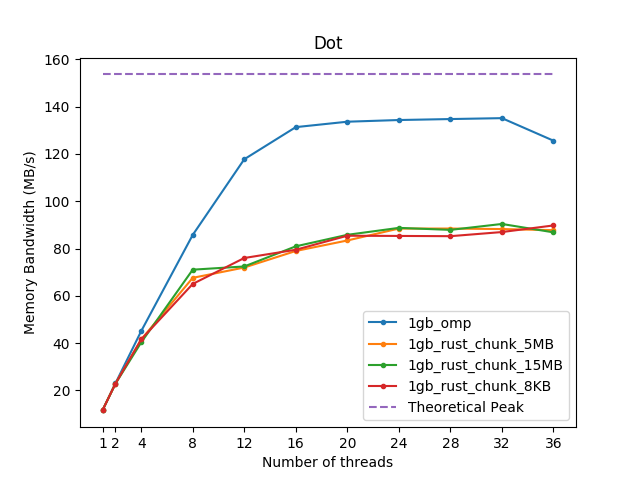 Dot
Memory Bandwidth (MB/s)
160
140
120
100
80
60
40
20
1gb_omp
1gb_rust_chunk_5MB
1gb_rust_chunk_15MB
1gb_rust_chunk_8KB
Theoretical Peak
1 2 4 8 12 16 20 24 28 32 36
Number of threads